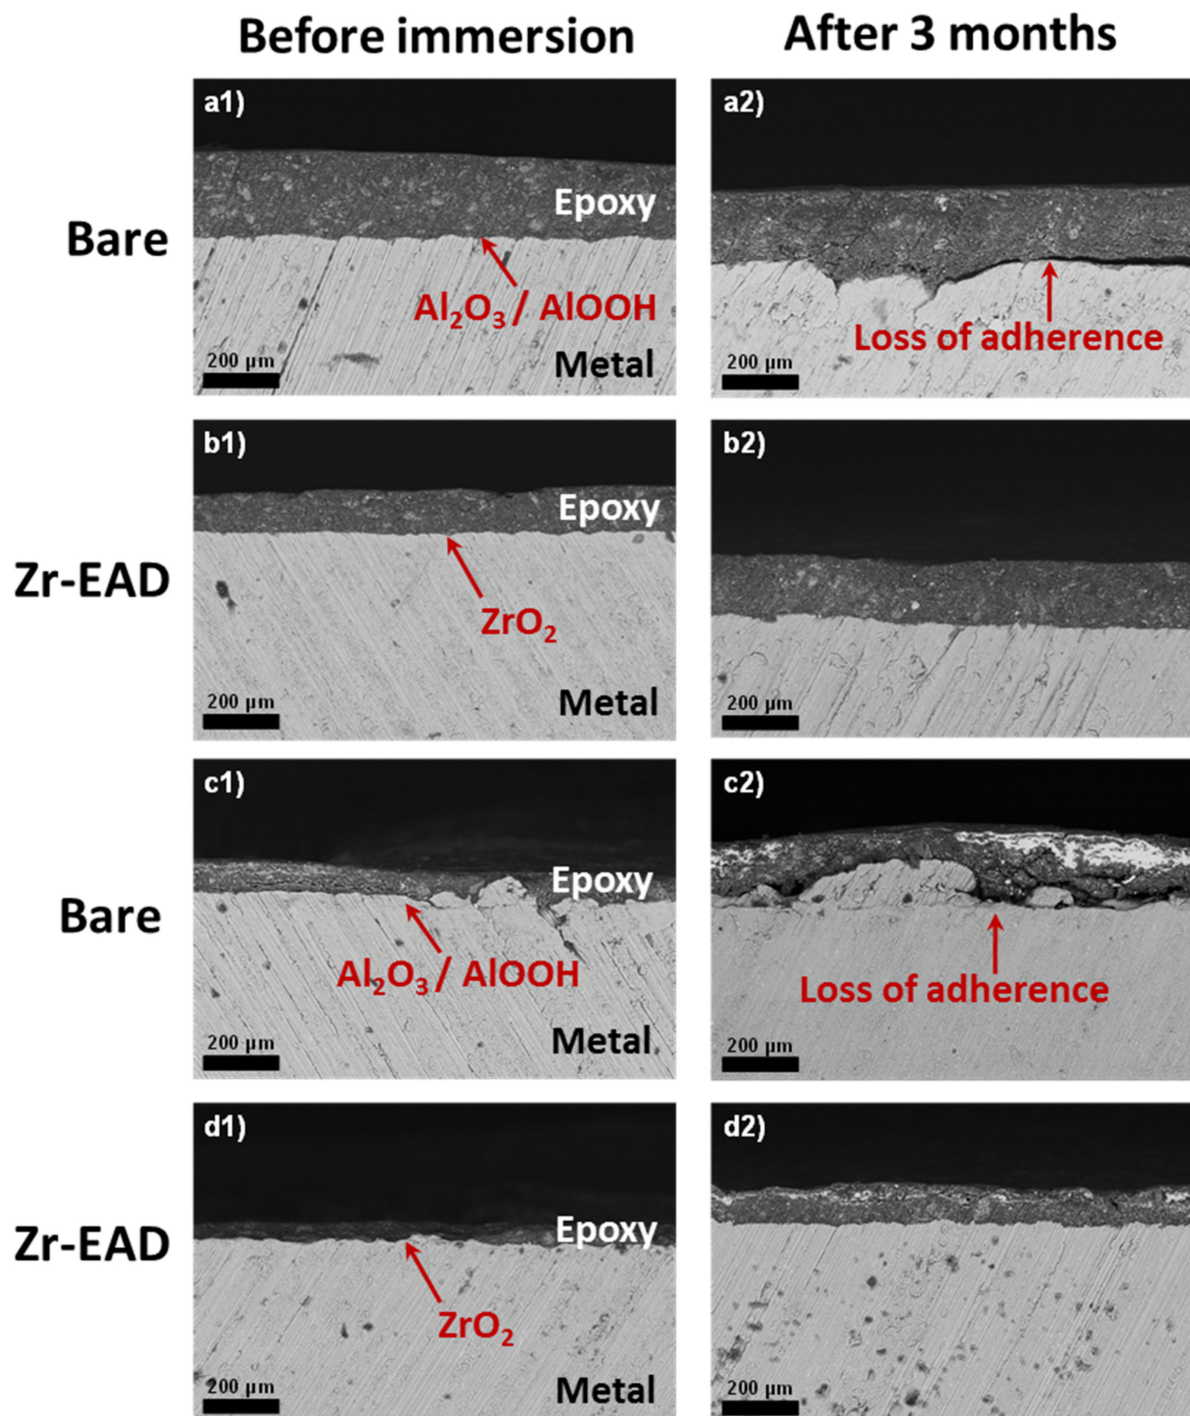 Before immersion
After 3 months
Bare
a1)
Epoxy
Al₂O₃ / AlOOH
Metal
200 µm
a2)
Loss of adherence
200 µm
Zr-EAD
b1)
Epoxy
ZrO₂
Metal
200 µm
b2)
200 µm
Bare
c1)
Epoxy
Al₂O₃ / AlOOH
Metal
200 µm
c2)
Loss of adherence
200 µm
Zr-EAD
d1)
Epoxy
ZrO₂
Metal
200 µm
d2)
200 µm